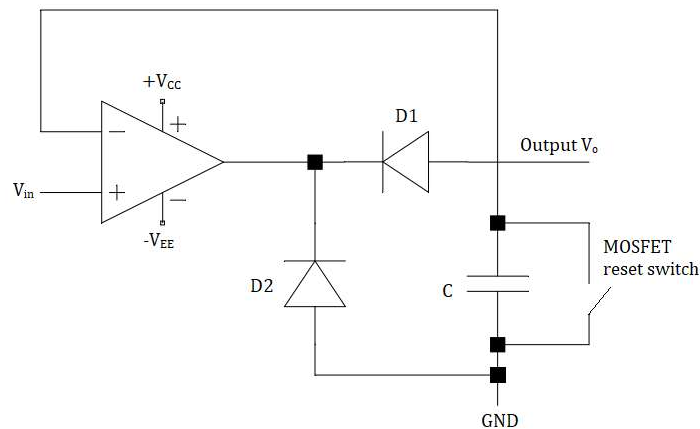 +VCC
−
+
Vin
+
−
-VEE
D1
Output Vo
D2
C
MOSFET
reset switch
GND